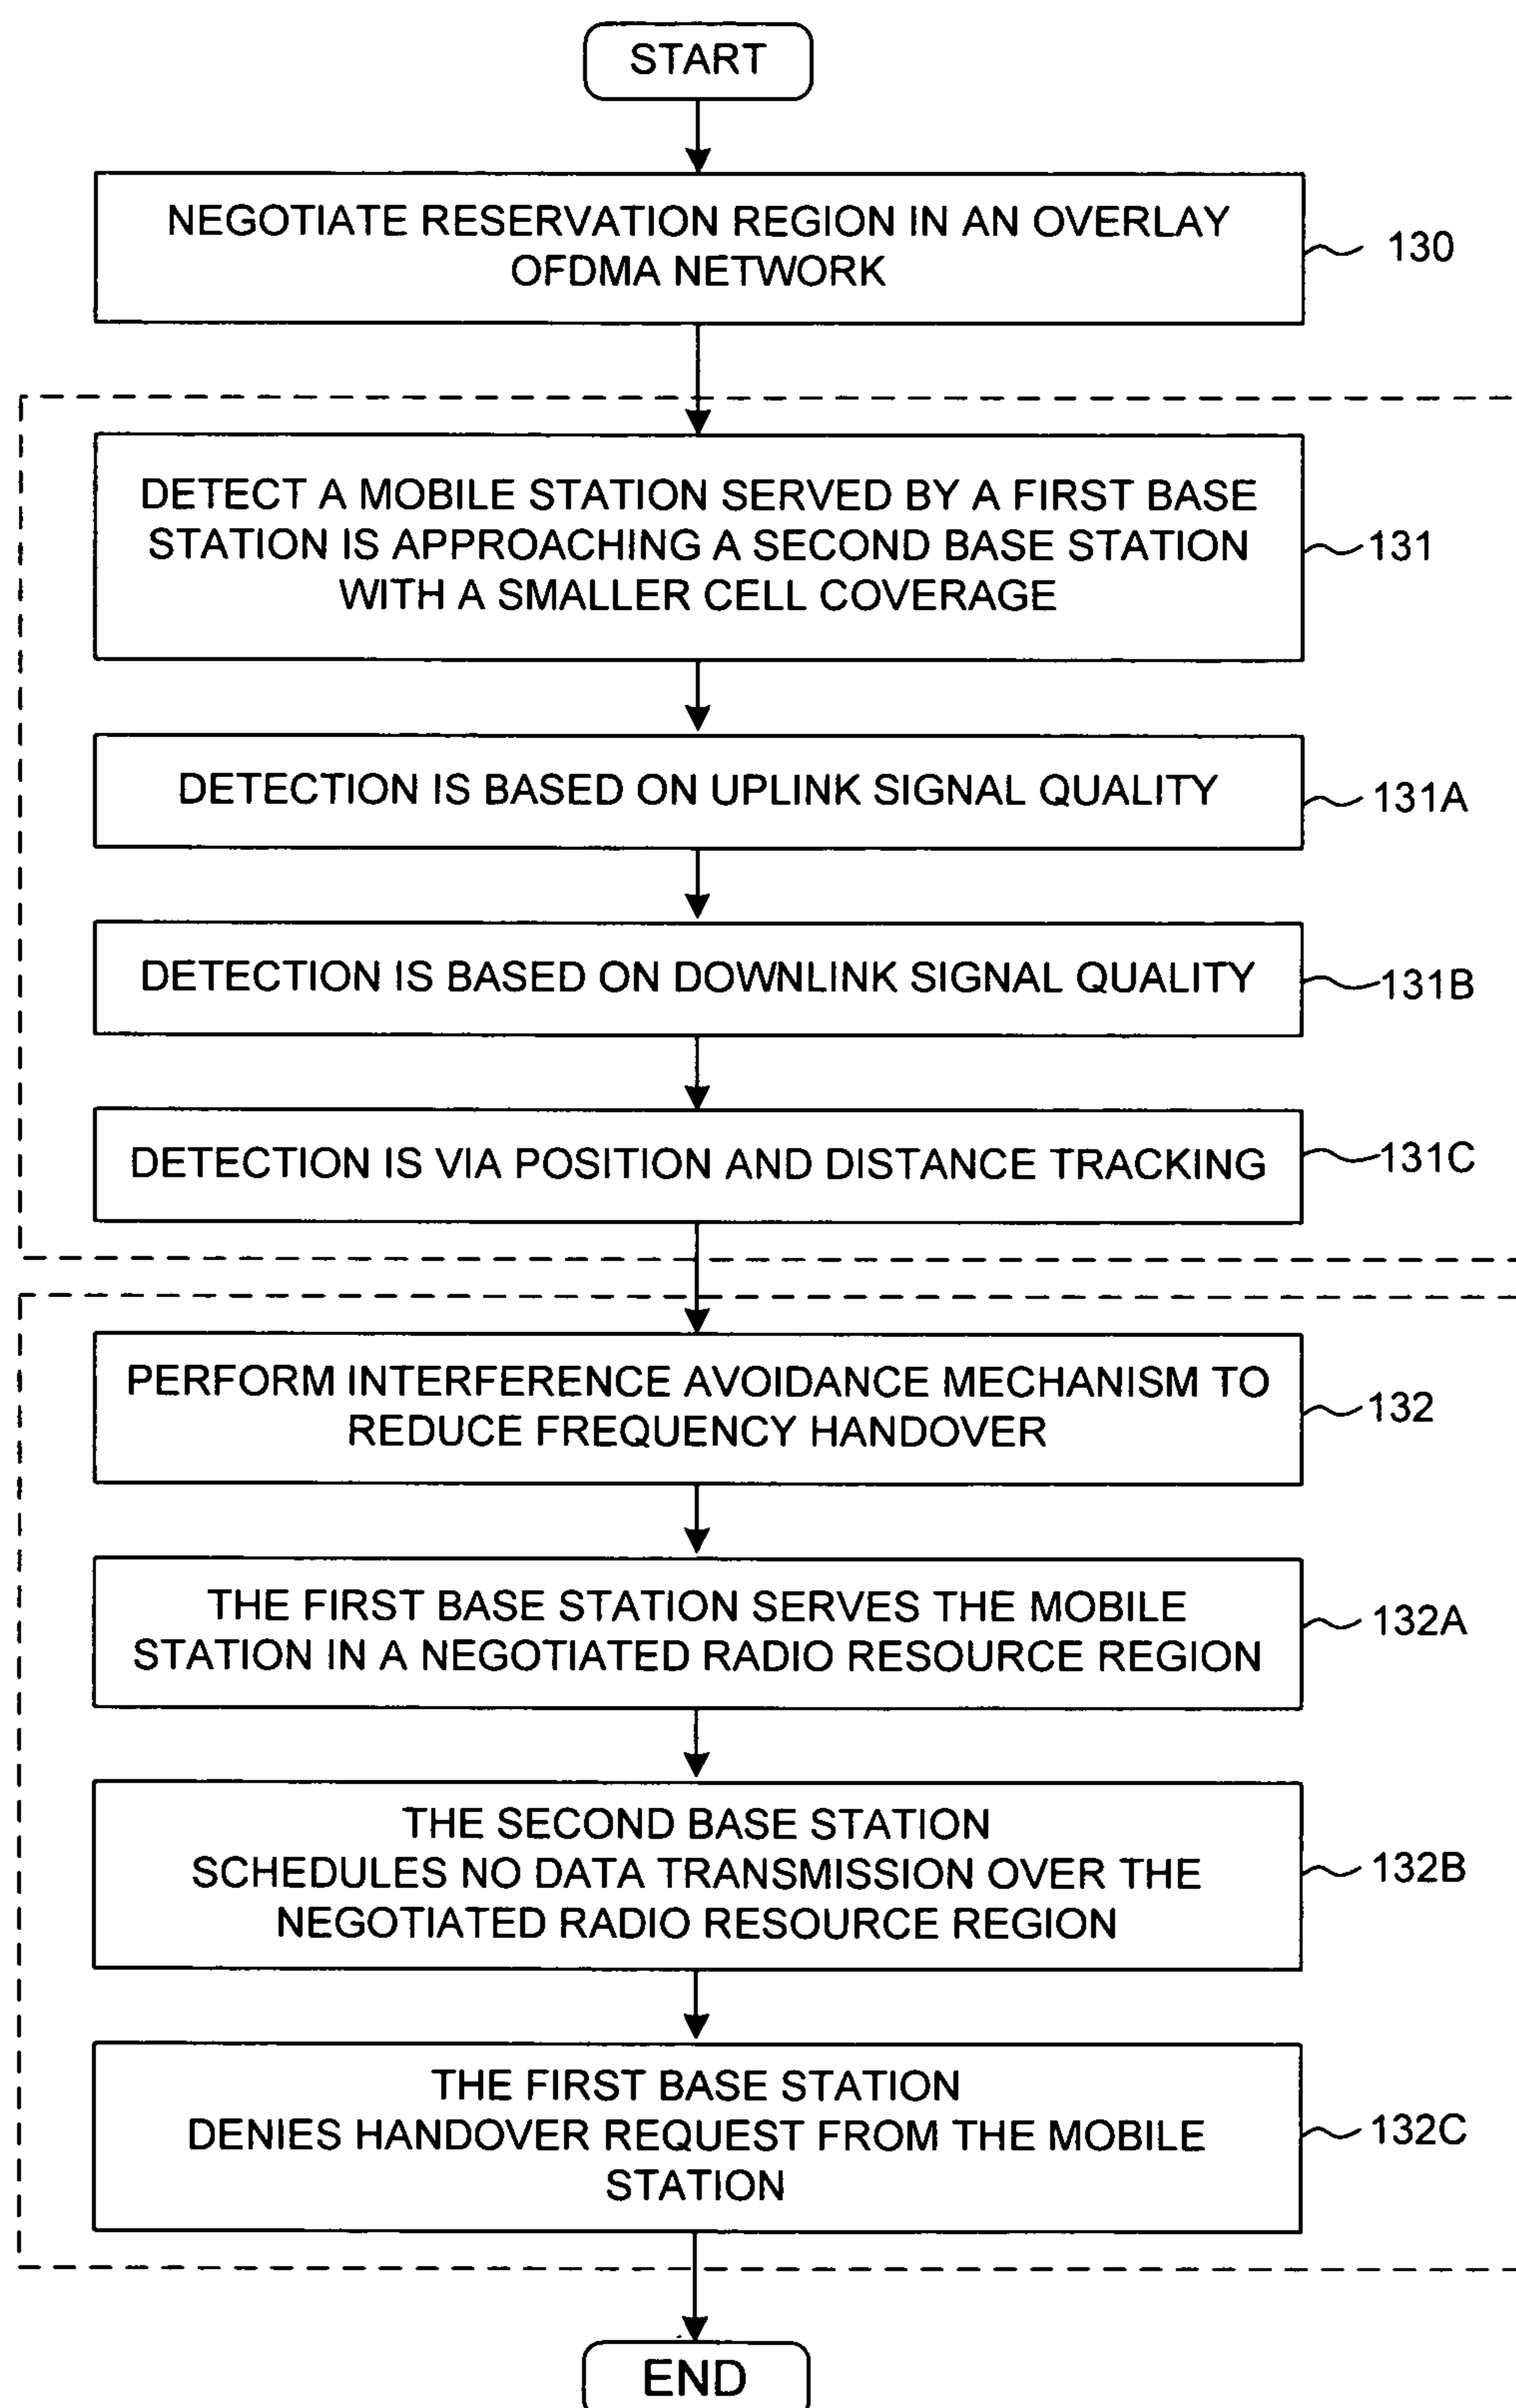 START
NEGOTIATE RESERVATION REGION IN AN OVERLAY
OFDMA NETWORK
130
DETECT A MOBILE STATION SERVED BY A FIRST BASE
STATION IS APPROACHING A SECOND BASE STATION
WITH A SMALLER CELL COVERAGE
131
DETECTION IS BASED ON UPLINK SIGNAL QUALITY
131A
DETECTION IS BASED ON DOWNLINK SIGNAL QUALITY
131B
DETECTION IS VIA POSITION AND DISTANCE TRACKING
131C
PERFORM INTERFERENCE AVOIDANCE MECHANISM TO
REDUCE FREQUENCY HANDOVER
132
THE FIRST BASE STATION SERVES THE MOBILE
STATION IN A NEGOTIATED RADIO RESOURCE REGION
132A
THE SECOND BASE STATION
SCHEDULES NO DATA TRANSMISSION OVER THE
NEGOTIATED RADIO RESOURCE REGION
132B
THE FIRST BASE STATION
DENIES HANDOVER REQUEST FROM THE MOBILE
STATION
132C
END